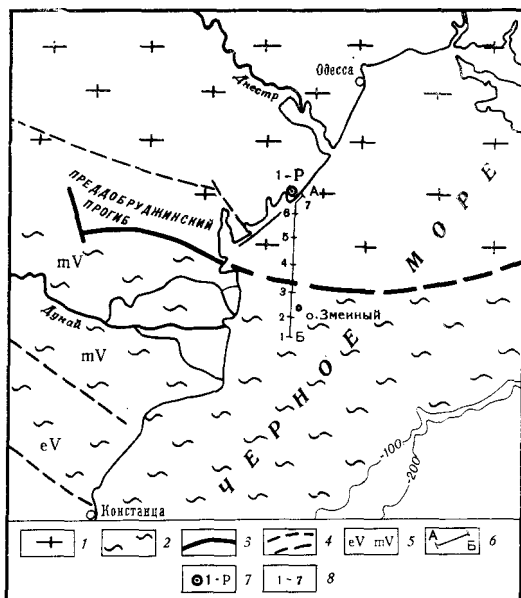 Днестр
Одесса
1-Р
А
7
6
5
4
3
2
1
Б
ПРЕДДОБРУДЖИНСКИЙ
ПРОГИБ
mV
Дунай
mV
eV
о. Змеиный
ЧЕРНОЕ
МОРЕ
-100
-200
Констанца
1
2
3
4
eV mV 5
А Б 6
1-Р 7
1-7 8